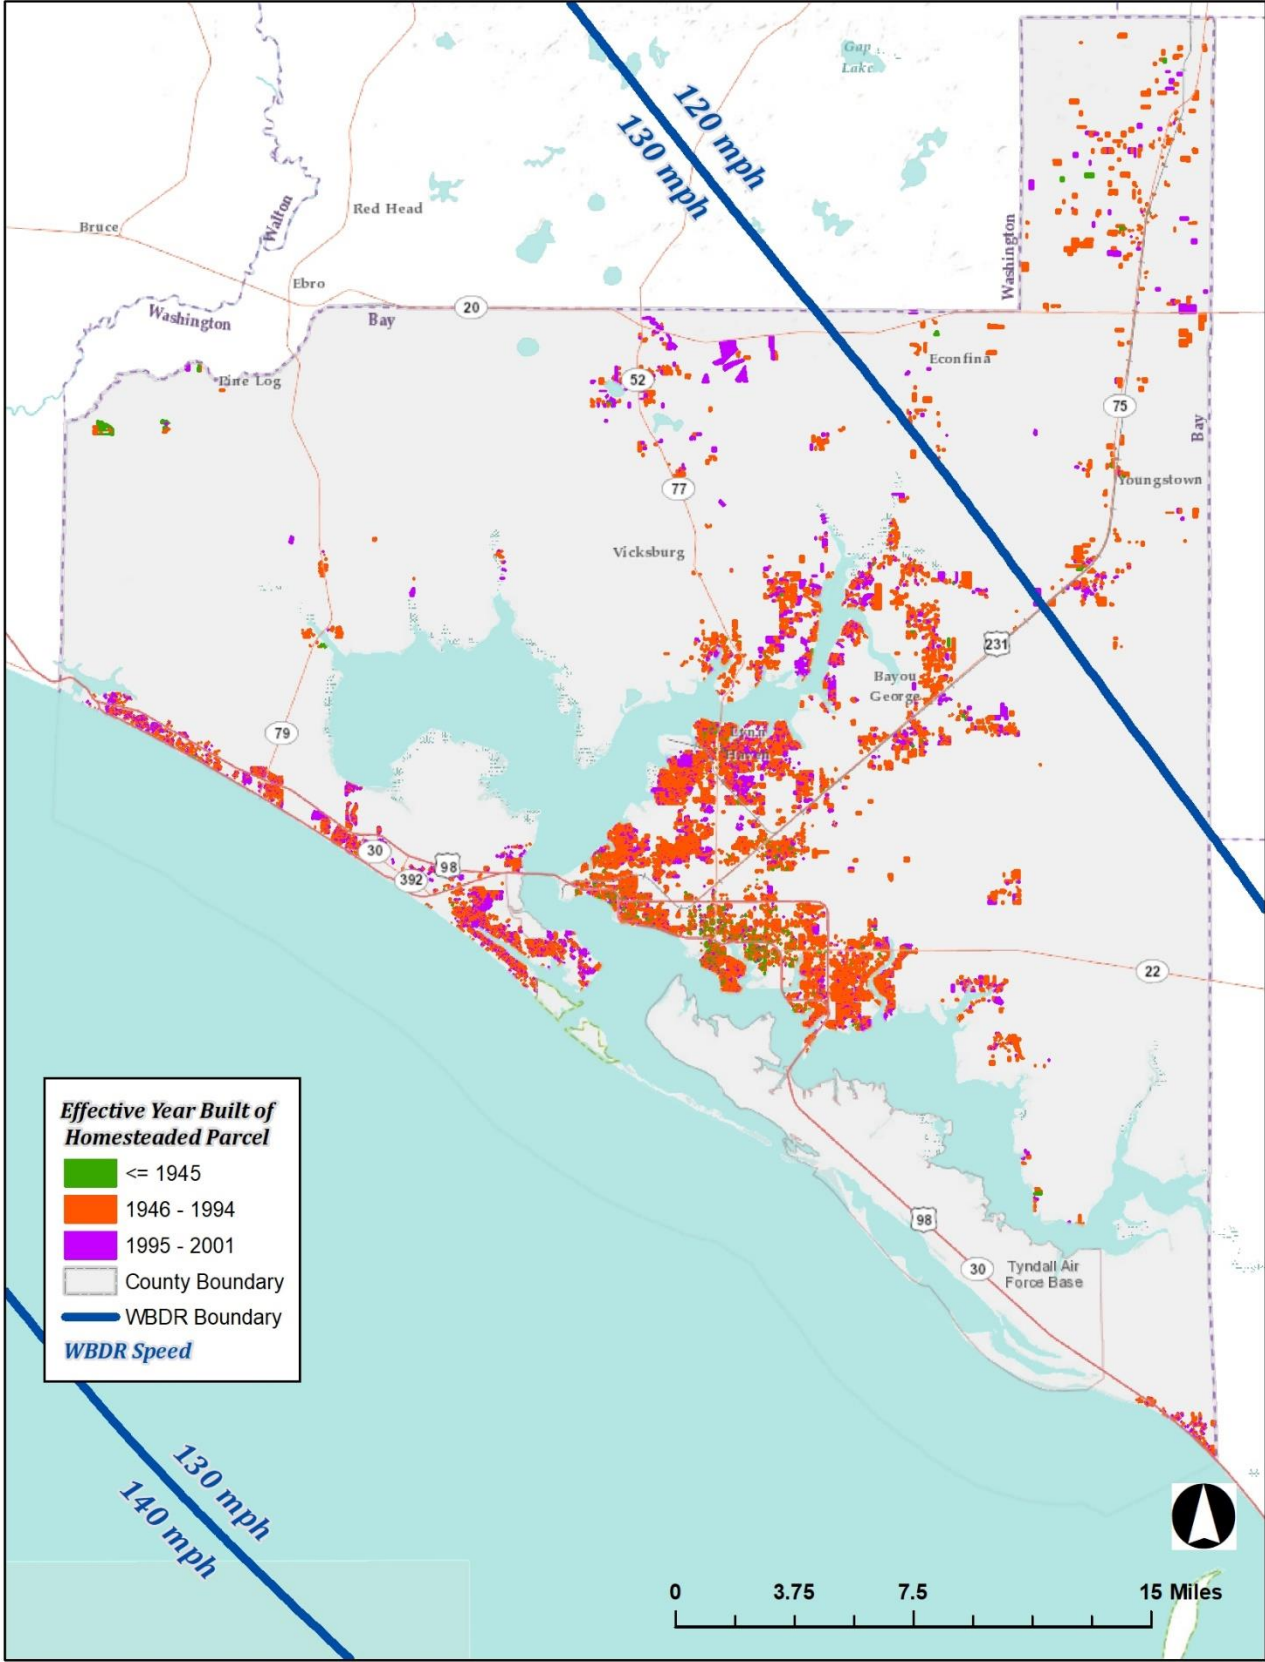 Gap
Lake
120 mph
130 mph
Walton
Red Head
Bruce
Washington
Ebro
Washington
Bay
20
Econfina
Pine Log
52
75
Bay
77
Youngstown
Vicksburg
231
Bayou
George
79
Lynn
Haven
30
98
392
22
Effective Year Built of
Homesteaded Parcel
<= 1945
1946 - 1994
1995 - 2001
County Boundary
WBDR Boundary
WBDR Speed
98
30
Tyndall Air
Force Base
130 mph
140 mph
0 3.75 7.5 15 Miles